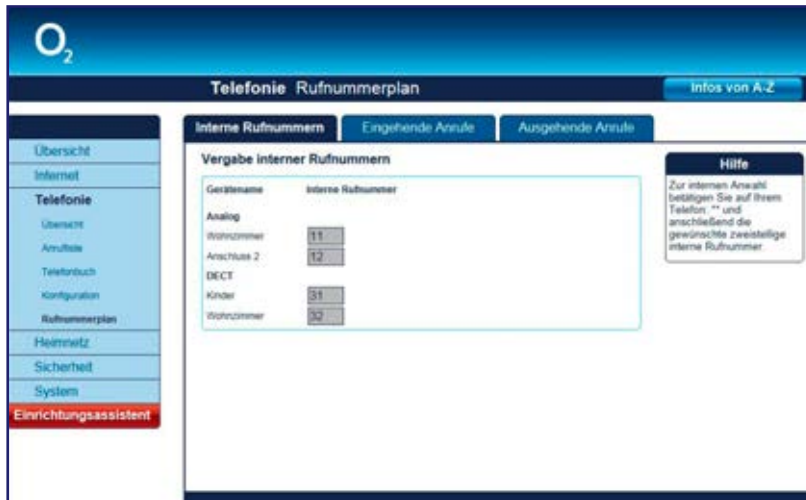 O2
Telefonie Rufnummerplan
Infos von A-Z
Übersicht
Internet
Telefonie
Übersicht
Anrufliste
Telefonbuch
Konfiguration
Rufnummerplan
Heimnetz
Sicherheit
System
Einrichtungsassistent
Interne Rufnummern
Eingehende Anrufe
Ausgehende Anrufe
Vergabe interner Rufnummern
Gerätename Interne Rufnummer
Analog
Wohnzimmer 11
Anschluss 2 12
DECT
Kinder 31
Wohnzimmer 32
Hilfe
Zur internen Anwahl
betätigen Sie auf Ihrem
Telefon: ** und
anschließend die
gewünschte zweistellige
interne Rufnummer